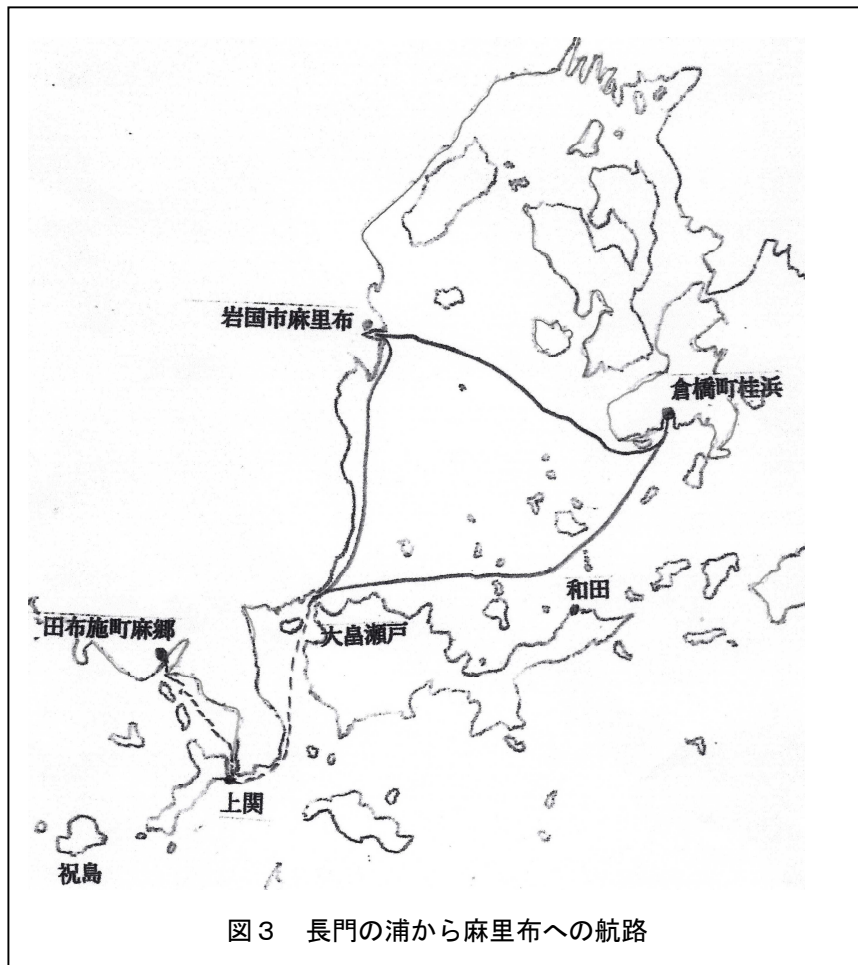 岩国市麻里布
倉橋町桂浜
和田
田布施町麻郷
大畠瀬戸
上関
祝島
図３　長門の浦から麻里布への航路